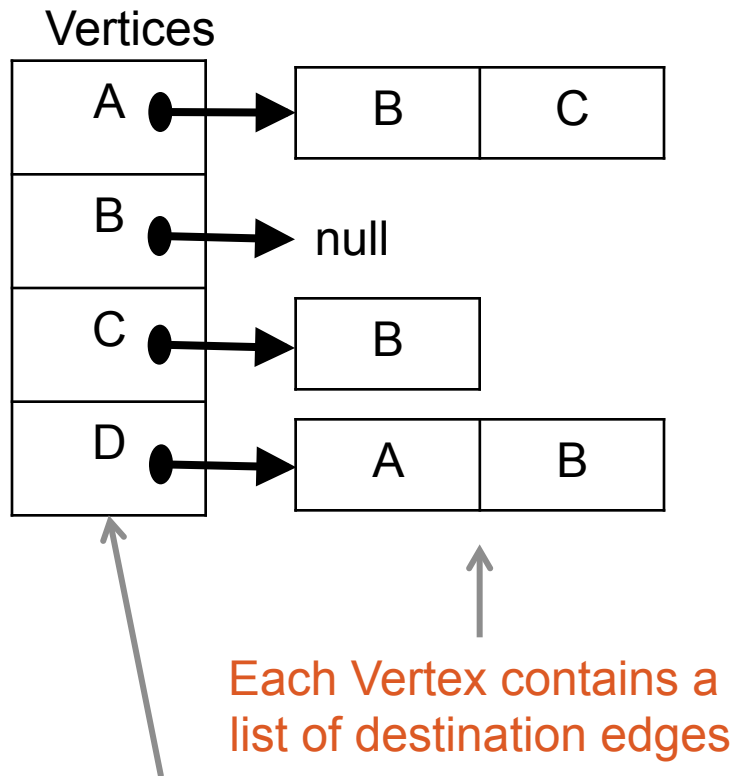 Vertices
A B C
B null
C B
D A B
Each Vertex contains a
list of destination edges